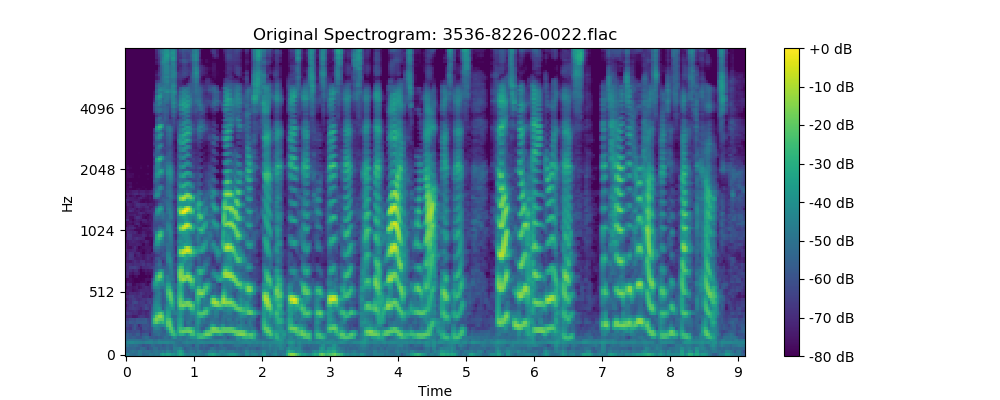 Original Spectrogram: 3536-8226-0022.flac
Hz
4096
2048
1024
512
0
0 1 2 3 4 5 6 7 8 9
Time
+0 dB
-10 dB
-20 dB
-30 dB
-40 dB
-50 dB
-60 dB
-70 dB
-80 dB